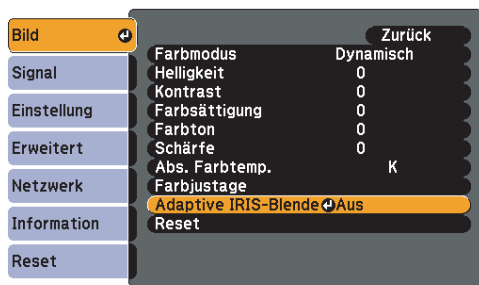 Bild
Signal
Einstellung
Erweitert
Netzwerk
Information
Reset
Zurück
Farbmodus Dynamisch
Helligkeit 0
Kontrast 0
Farbsättigung 0
Farbton 0
Schärfe 0
Abs. Farbtemp. K
Farbjustage
Adaptive IRIS-Blende Aus
Reset